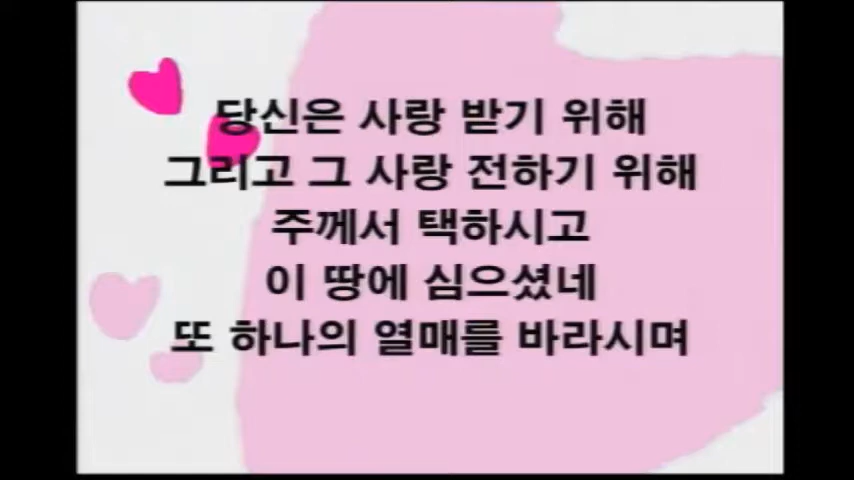 당신은 사랑 받기 위해
그리고 그 사랑 전하기 위해
주께서 택하시고
이 땅에 심으셨네
또 하나의 열매를 바라시며